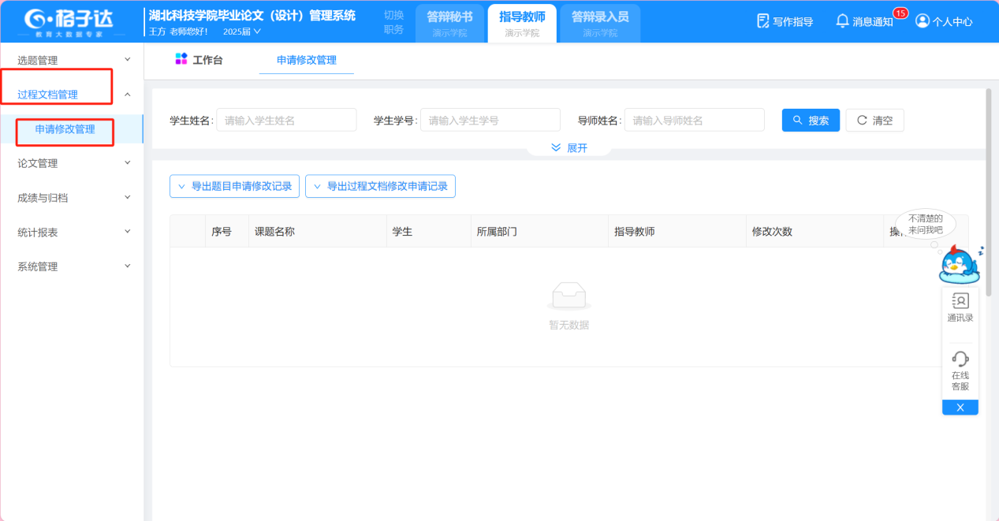 格子达
教育大数据专家
湖北科技学院毕业论文（设计）管理系统
王方 老师您好! 2025届
切换
职务
答辩秘书
演示学院
指导教师
演示学院
答辩录入员
演示学院
写作指导
消息通知
15
个人中心
选题管理
过程文档管理
申请修改管理
论文管理
成绩与归档
统计报表
系统管理
工作台
申请修改管理
学生姓名: 请输入学生姓名
学生学号: 请输入学生学号
导师姓名: 请输入导师姓名
搜索
清空
展开
导出题目申请修改记录
导出过程文档修改申请记录
序号 课题名称 学生 所属部门 指导教师 修改次数
暂无数据
不清楚的
来问我吧
通讯录
在线
客服
X